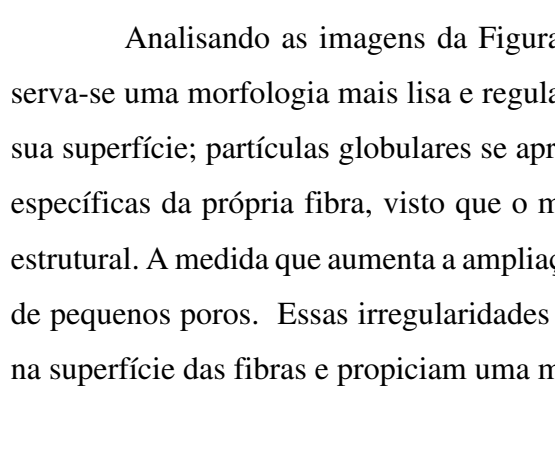 Analisando as imagens da Figura
serva-se uma morfologia mais lisa e regula
sua superfície; partículas globulares se apr
específicas da própria fibra, visto que o m
estrutural. A medida que aumenta a ampliaç
de pequenos poros. Essas irregularidades
na superfície das fibras e propiciam uma m